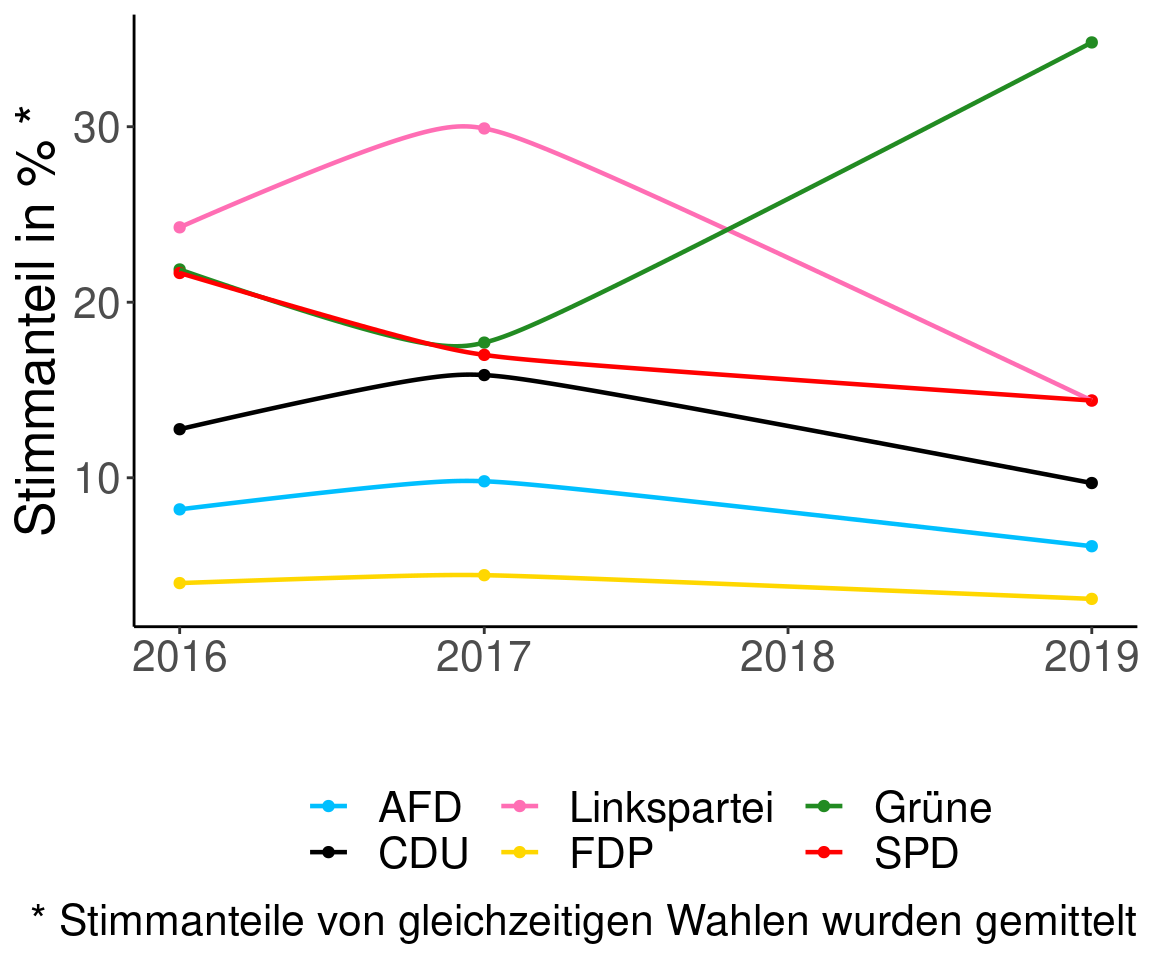 Stimmanteil in % *
30
20
10
2016 2017 2018 2019
AFD Linkspartei Grüne
CDU FDP SPD
* Stimmanteile von gleichzeitigen Wahlen wurden gemittelt